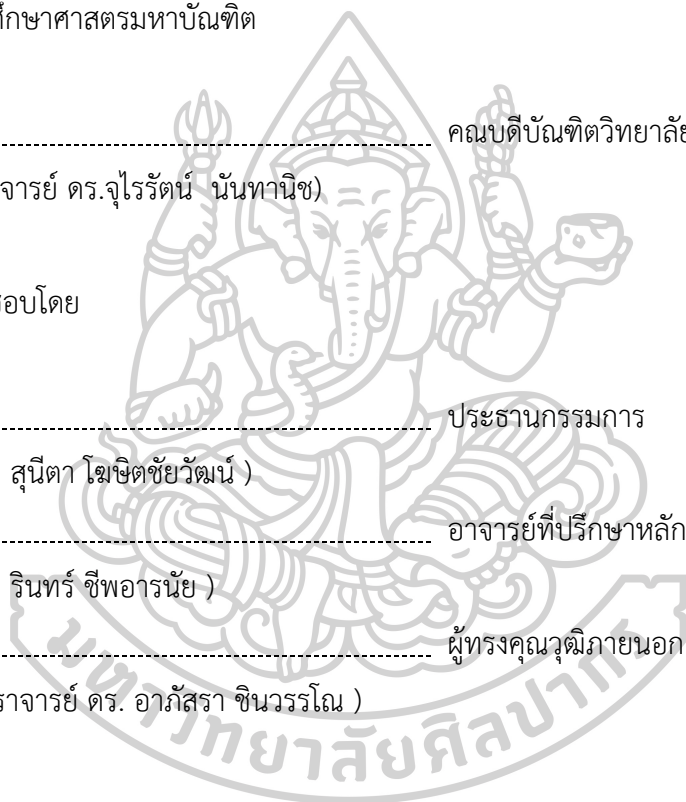 ศึกษาศาสตรมหาบัณฑิต
คณบดีบัณฑิตวิทยาลัย
จารย์ ดร.จุไรรัตน์ นันทานิช)
อบโดย
ประธานกรรมการ
สุนีตา โฆษิตชัยวัฒน์ )
อาจารย์ที่ปรึกษาหลัก
รินทร์ ชีพอารนัย )
ผู้ทรงคุณวุฒิภายนอก
ราจารย์ ดร. อาภัสรา ชินวรรโณ )
มหาวิทยาลัยศิลปากร